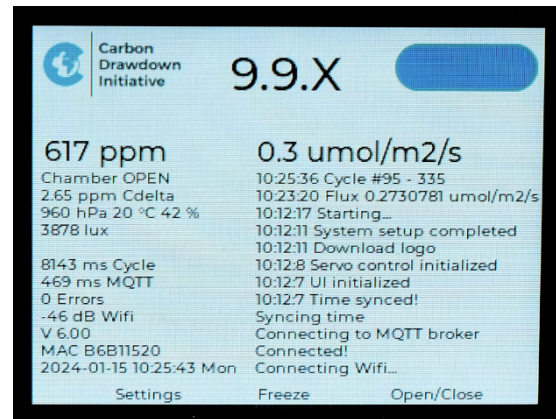 Carbon
Drawdown
Initiative
9.9.X
617 ppm
Chamber OPEN
2.65 ppm Cdelta
960 hPa 20 °C 42 %
3878 lux
8143 ms Cycle
469 ms MQTT
0 Errors
-46 dB Wifi
V 6.00
MAC B6B11520
2024-01-15 10:25:43 Mon
0.3 umol/m2/s
10:25:36 Cycle #95 - 335
10:23:20 Flux 0.2730781 umol/m2/s
10:12:17 Starting...
10:12:11 System setup completed
10:12:11 Download logo
10:12:8 Servo control initialized
10:12:7 UI initialized
10:12:7 Time synced!
Syncing time
Connecting to MQTT broker
Connected!
Connecting Wifi...
Settings
Freeze
Open/Close